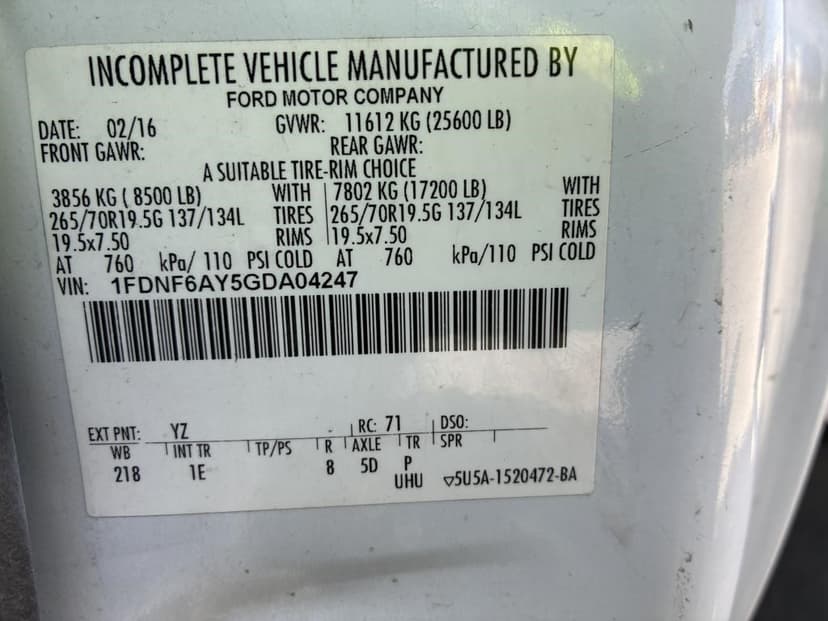 INCOMPLETE VEHICLE MANUFACTURED BY
FORD MOTOR COMPANY
DATE: 02/16 GVWR: 11612 KG (25600 LB)
FRONT GAWR: REAR GAWR:
A SUITABLE TIRE-RIM CHOICE
3856 KG ( 8500 LB) WITH 7802 KG (17200 LB) WITH
265/70R19.5G 137/134L TIRES 265/70R19.5G 137/134L TIRES
19.5x7.50 RIMS 19.5x7.50 RIMS
AT 760 kPa/ 110 PSI COLD AT 760 kPa/110 PSI COLD
VIN: 1FDNF6AY5GDA04247
EXT PNT: YZ RC: 71 DSO:
WB INT TR TP/PS R AXLE TR SPR
218 1E 8 5D P
UHU ▽5U5A-1520472-BA